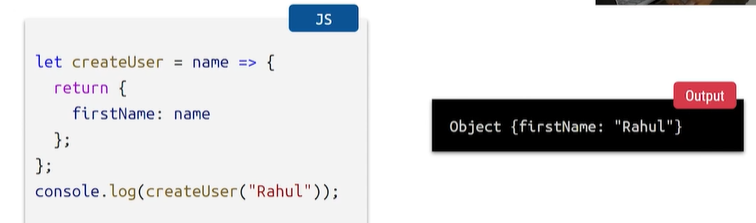 JS
let createUser = name => {
  return {
    firstName: name
  };
};
console.log(createUser("Rahul"));
Output
Object {firstName: "Rahul"}